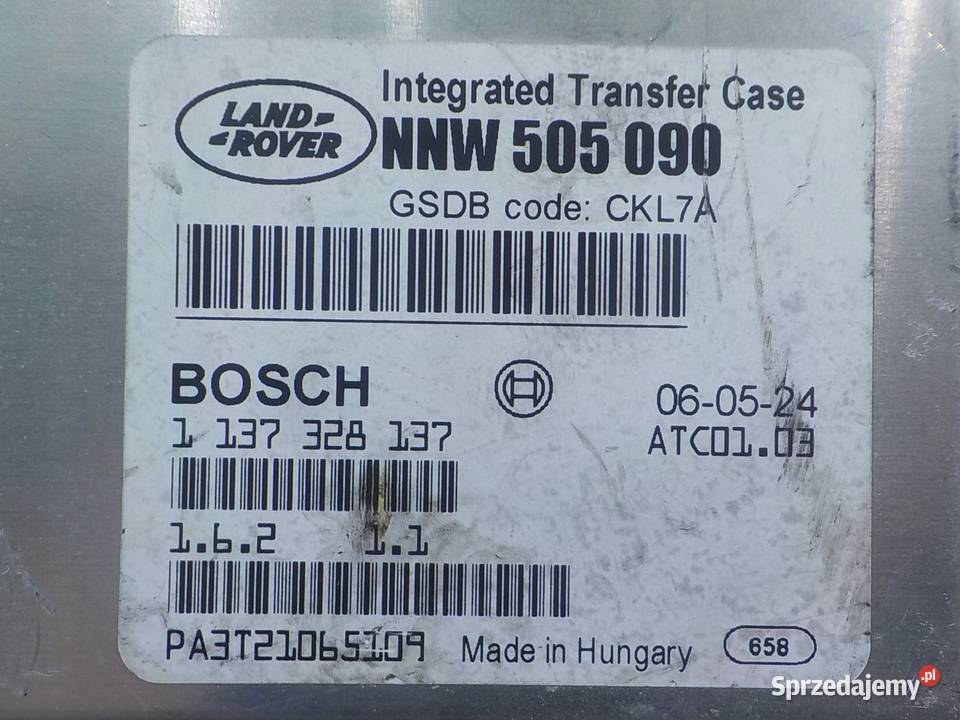 LAND
ROVER
Integrated Transfer Case
NNW 505 090
GSDB code: CKL7A
BOSCH
06-05-24
1 137 328 137
ATC01.03
1.6.2 1.1
PA3T21065109
Made in Hungary
658
Sprzedajemy.pl